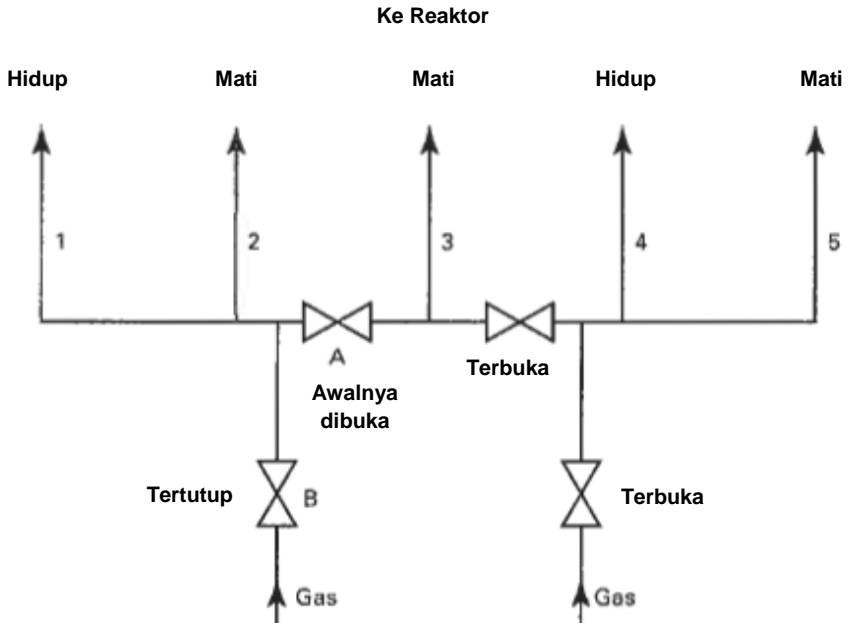 Ke Reaktor
Hidup Mati Mati Hidup Mati
1 2 3 4 5
A
Terbuka
Awalnya
dibuka
Tertutup B Terbuka
Gas Gas